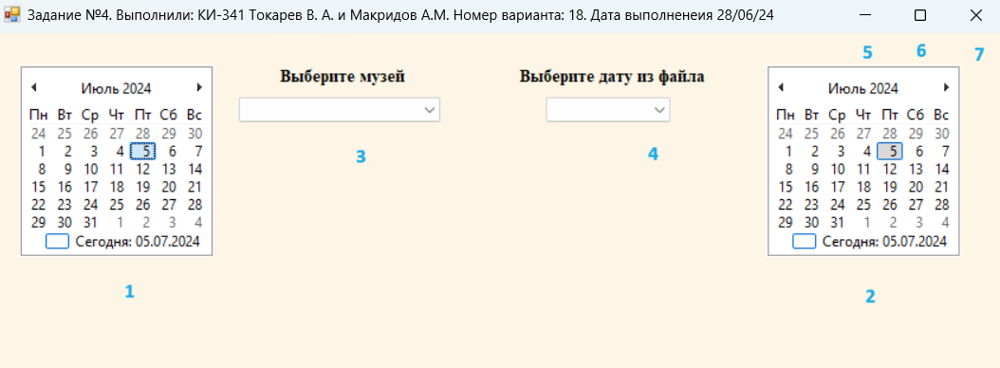 Задание №4. Выполнили: КИ-341 Токарев В. А. и Макридов А.М. Номер варианта: 18. Дата выполненеия 28/06/24
5
6
7
Июль 2024
Пн Вт Ср Чт Пт Сб Вс
24 25 26 27 28 29 30
1 2 3 4 5 6 7
8 9 10 11 12 13 14
15 16 17 18 19 20 21
22 23 24 25 26 27 28
29 30 31 1 2 3 4
Сегодня: 05.07.2024
1
Выберите музей
3
Выберите дату из файла
4
Июль 2024
Пн Вт Ср Чт Пт Сб Вс
24 25 26 27 28 29 30
1 2 3 4 5 6 7
8 9 10 11 12 13 14
15 16 17 18 19 20 21
22 23 24 25 26 27 28
29 30 31 1 2 3 4
Сегодня: 05.07.2024
2